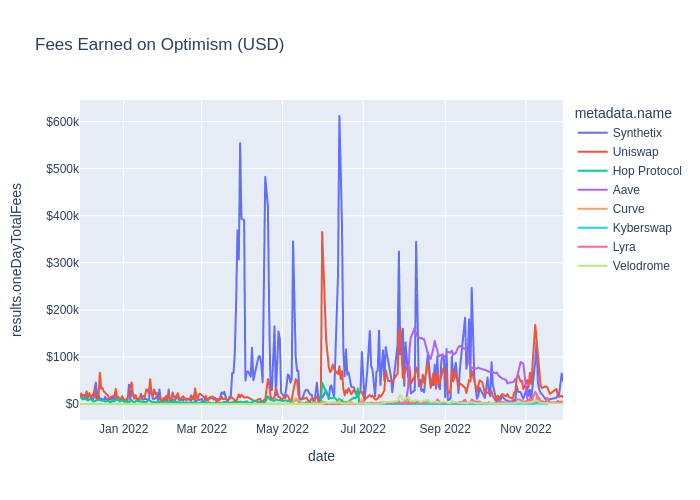 Fees Earned on Optimism (USD)
metadata.name
Synthetix
Uniswap
Hop Protocol
Aave
Curve
Kyberswap
Lyra
Velodrome
results.oneDayTotalFees
$600k
$500k
$400k
$300k
$200k
$100k
$0
Jan 2022
Mar 2022
May 2022
Jul 2022
Sep 2022
Nov 2022
date